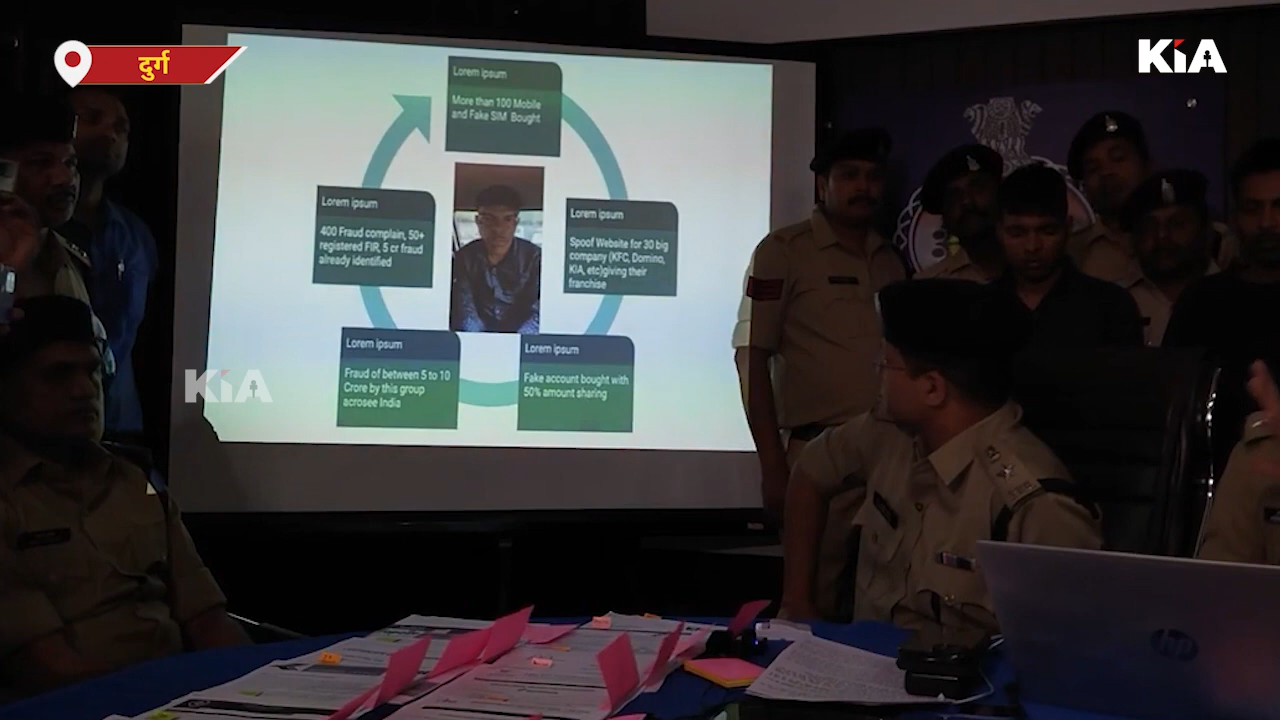 दुर्ग
KiA
Lorem ipsum
More than 100 Mobile
and Fake SIM Bought
Lorem ipsum
400 Fraud complain, 50+
registered FIR, 5 cr fraud
already identified
Lorem ipsum
Spoof Website for 30 big
company (KFC, Domino,
KIA, etc)giving their
franchise
Lorem ipsum
Fraud of between 5 to 10
Crore by this group
acrosee India
Lorem ipsum
Fake account bought with
50% amount sharing
KiA
hp